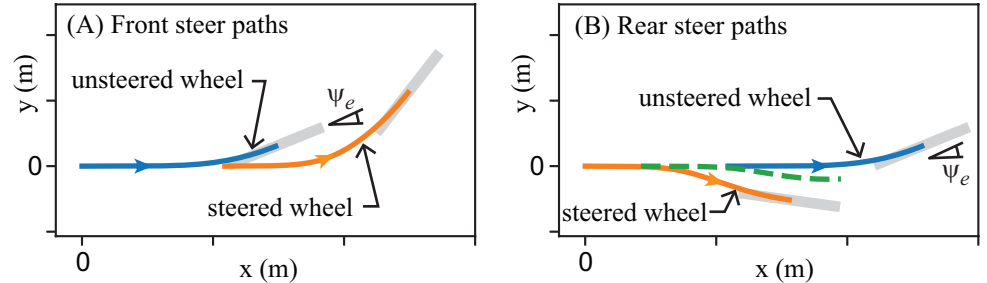 (A) Front steer paths
unsteered wheel
ψe
y (m)
0
steered wheel
0
x (m)
(B) Rear steer paths
unsteered wheel
y (m)
0
ψe
steered wheel
0
x (m)